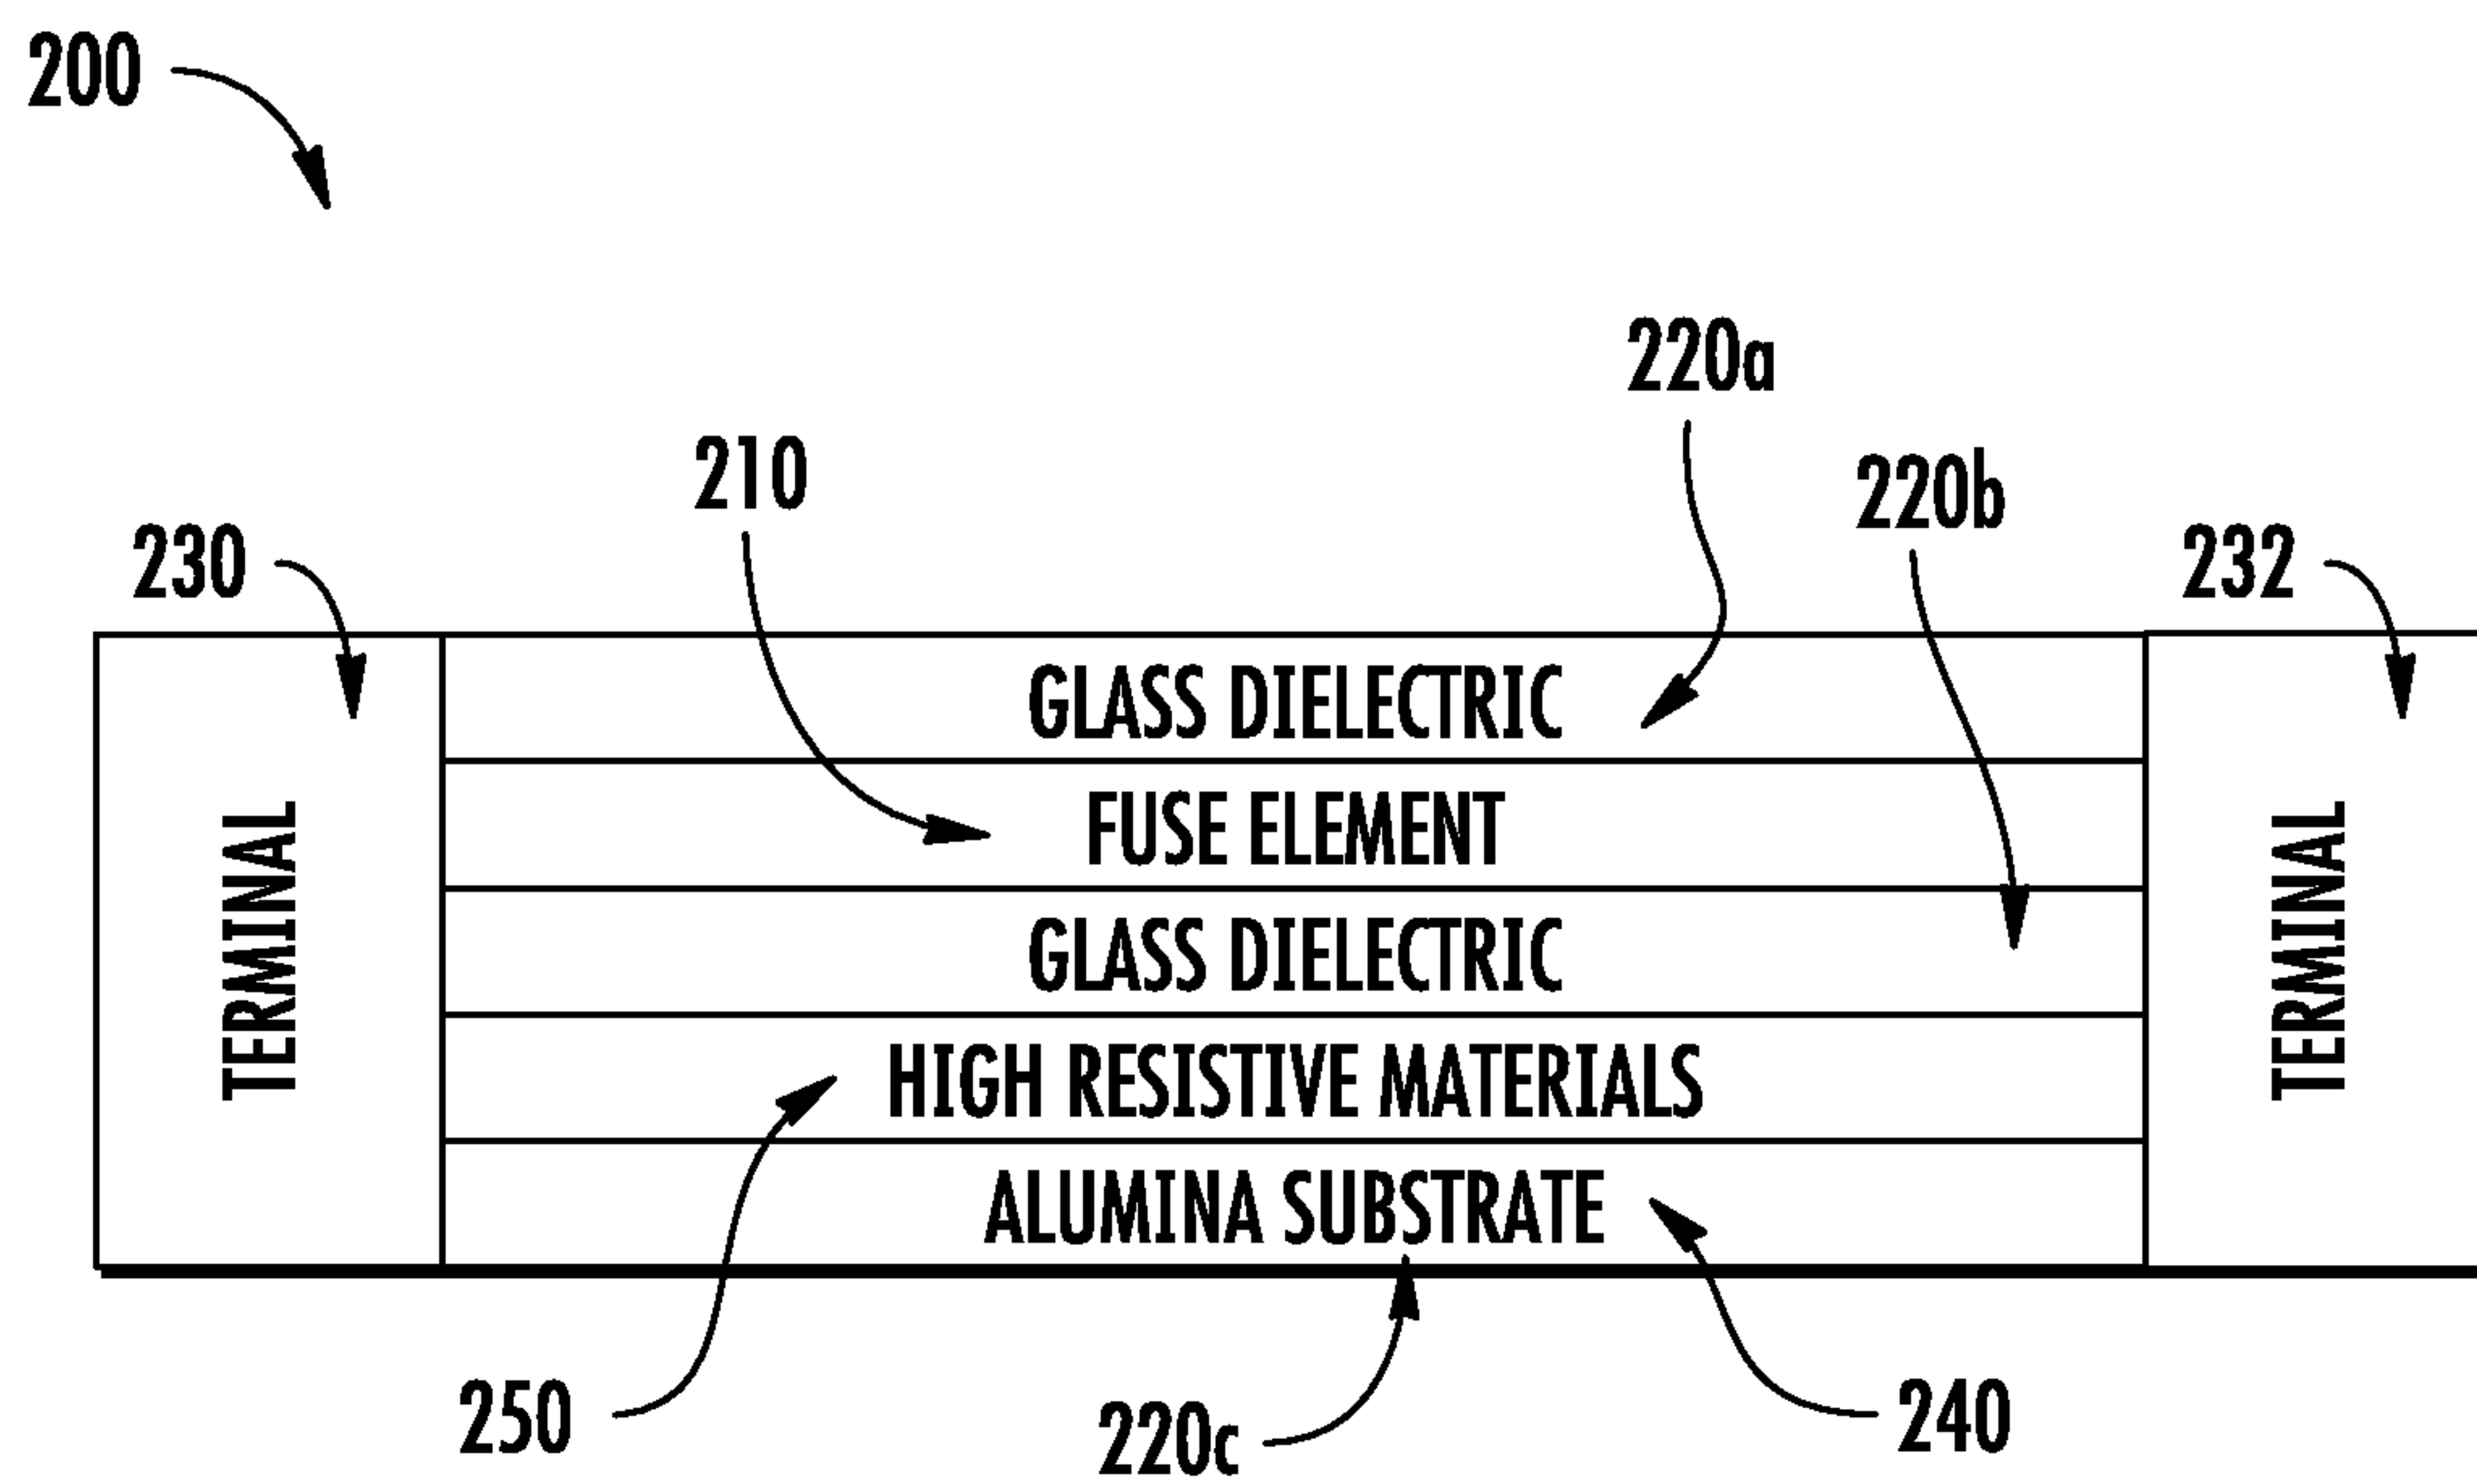 200
220a
210
220b
230
232
GLASS DIELECTRIC
FUSE ELEMENT
GLASS DIELECTRIC
HIGH RESISTIVE MATERIALS
ALUMINA SUBSTRATE
TERMINAL
TERMINAL
250
220c
240